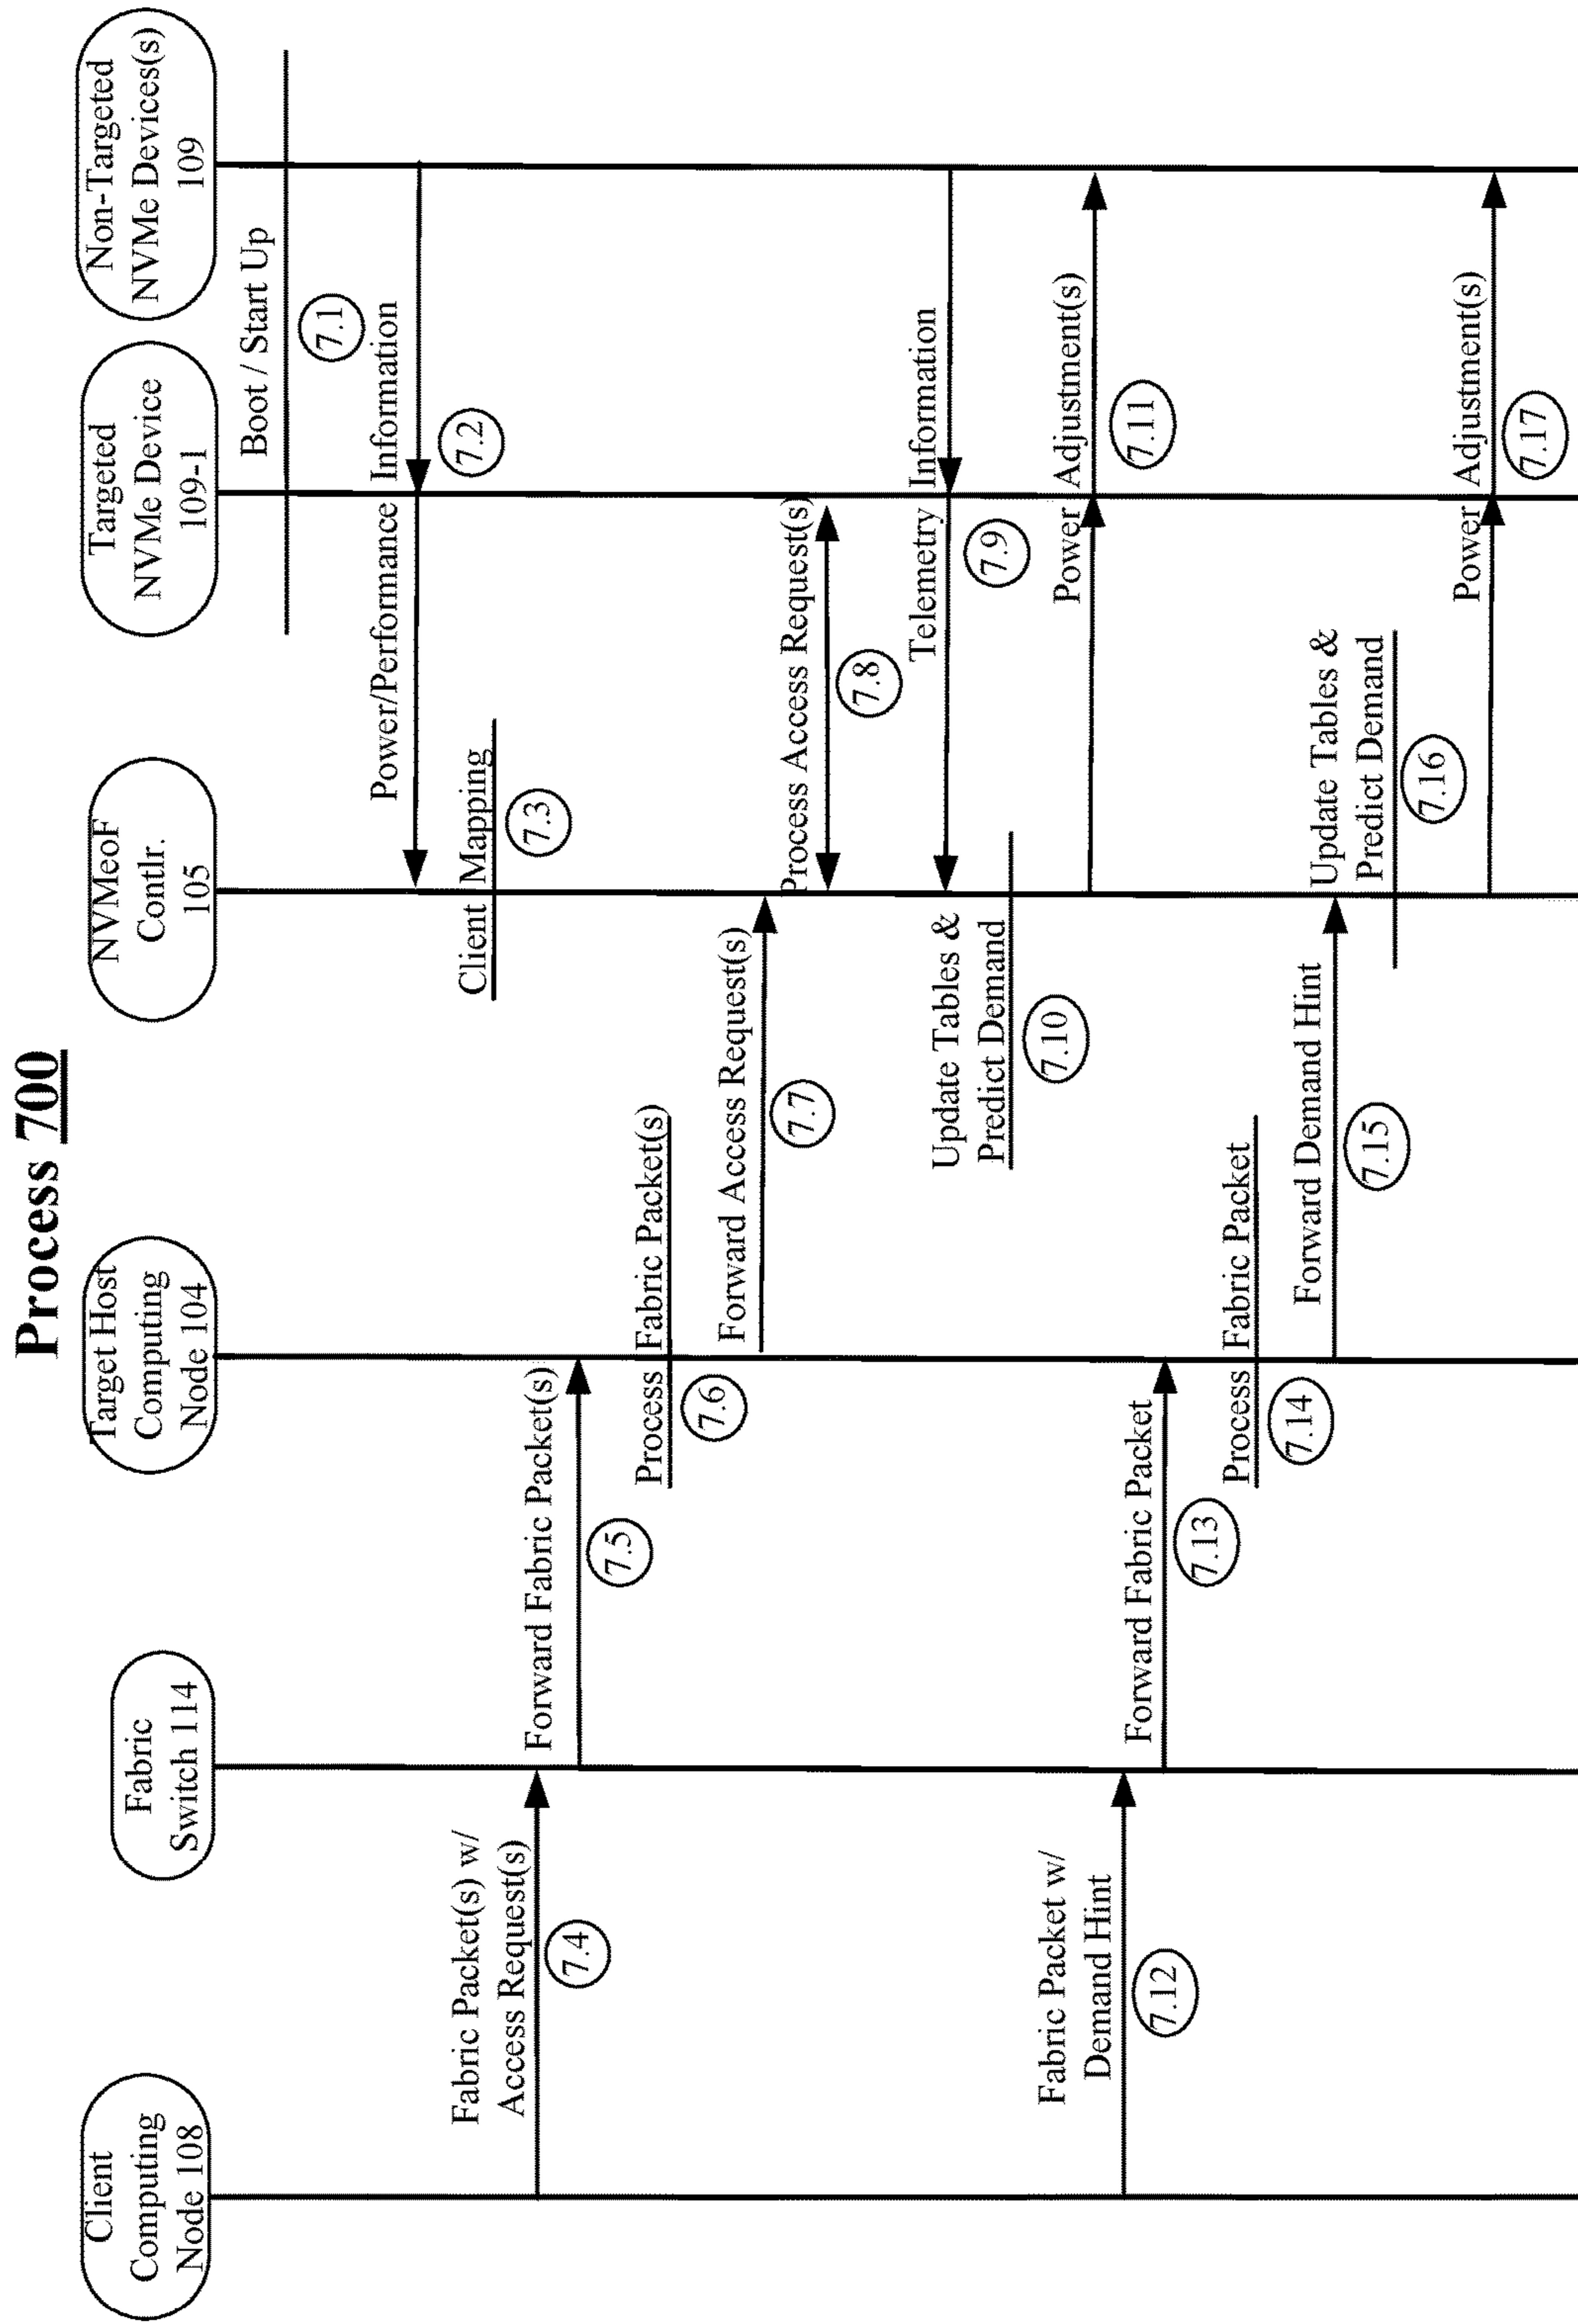 Process 700
Client
Computing
Node 108
Fabric
Switch 114
Target Host
Computing
Node 104
NVMeoF
Contlr.
105
Targeted
NVMe Device
109-1
Non-Targeted
NVMe Devices(s)
109
Boot / Start Up
7.1
Power/Performance Information
7.2
Client Mapping
7.3
Fabric Packet(s) w/
Access Request(s)
7.4
Forward Fabric Packet(s)
7.5
Process Fabric Packet(s)
7.6
Forward Access Request(s)
7.7
Process Access Request(s)
7.8
Telemetry Information
7.9
Update Tables &
Predict Demand
7.10
Power Adjustment(s)
7.11
Fabric Packet w/
Demand Hint
7.12
Forward Fabric Packet
7.13
Process Fabric Packet
7.14
Forward Demand Hint
7.15
Update Tables &
Predict Demand
7.16
Power Adjustment(s)
7.17